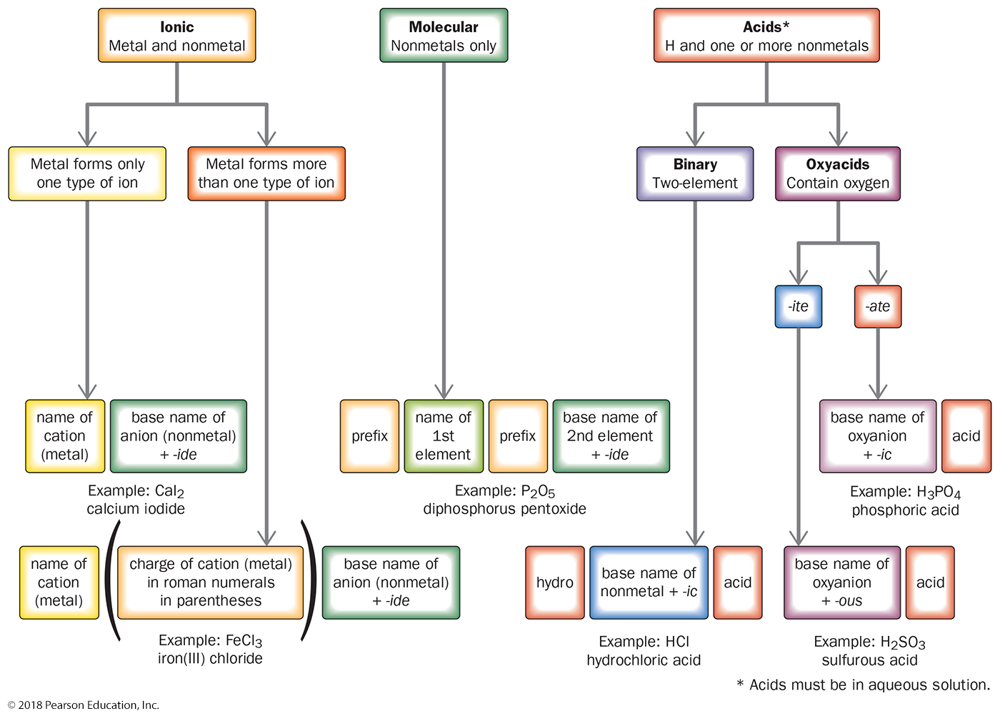 Ionic
Metal and nonmetal
Molecular
Nonmetals only
Acids*
H and one or more nonmetals
Metal forms only
one type of ion
Metal forms more
than one type of ion
Binary
Two-element
Oxyacids
Contain oxygen
-ite
-ate
name of
cation
(metal)
base name of
anion (nonmetal)
+ -ide
Example: CaI₂
calcium iodide
prefix
name of
1st
element
prefix
base name of
2nd element
+ -ide
Example: P₂O₅
diphosphorus pentoxide
base name of
oxyanion
+ -ic
acid
Example: H₃PO₄
phosphoric acid
name of
cation
(metal)
(
charge of cation (metal)
in roman numerals
in parentheses
)
base name of
anion (nonmetal)
+ -ide
Example: FeCl₃
iron(III) chloride
hydro
base name of
nonmetal + -ic
acid
Example: HCl
hydrochloric acid
base name of
oxyanion
+ -ous
acid
Example: H₂SO₃
sulfurous acid
* Acids must be in aqueous solution.
© 2018 Pearson Education, Inc.